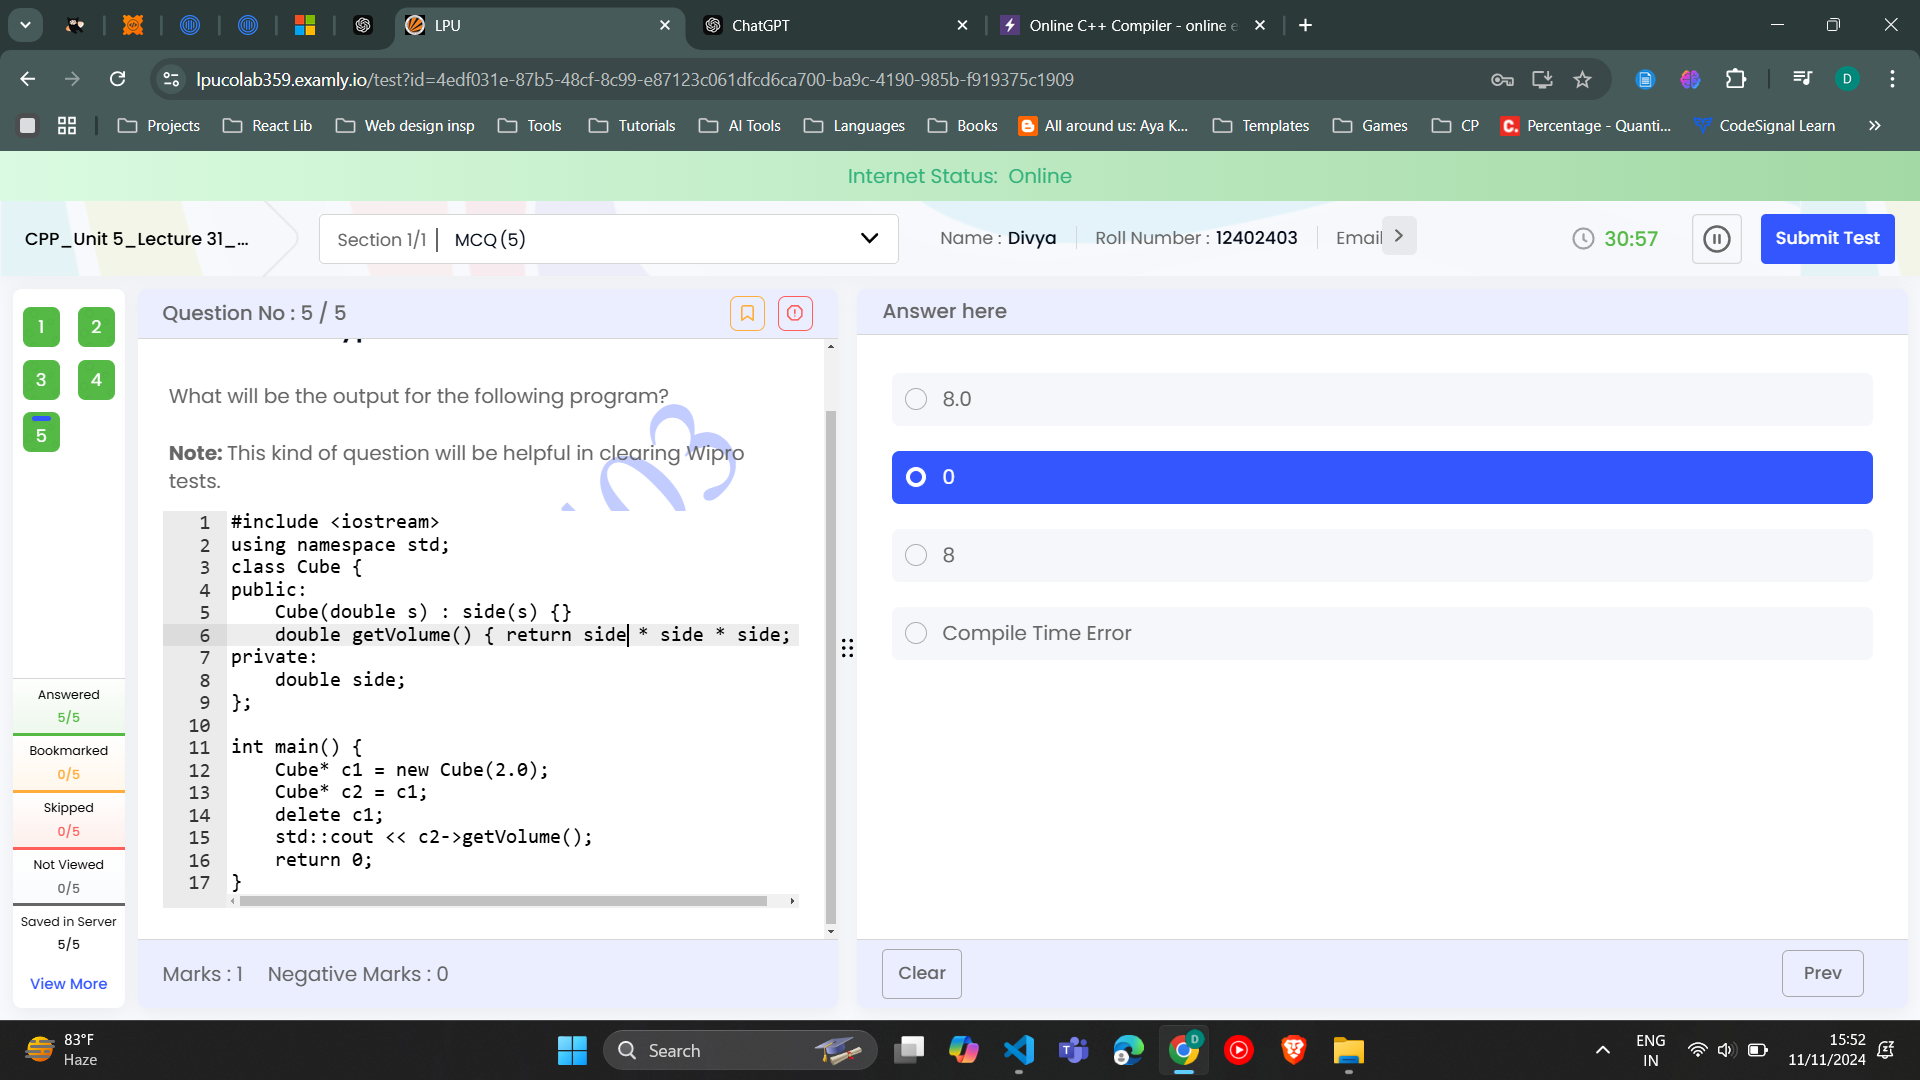 LPU
ChatGPT
Online C++ Compiler - online e
lpucolab359.examly.io/test?id=4edf031e-87b5-48cf-8c99-e87123c061dfcd6ca700-ba9c-4190-985b-f919375c1909
D
Projects
React Lib
Web design insp
Tools
Tutorials
AI Tools
Languages
Books
All around us: Aya K...
Templates
Games
CP
Percentage - Quanti...
CodeSignal Learn
Internet Status: Online
CPP_Unit 5_Lecture 31_...
Section 1/1 | MCQ (5)
Name : Divya
Roll Number : 12402403
Email
30:57
Submit Test
1 2
3 4
5
Answered
5/5
Bookmarked
0/5
Skipped
0/5
Not Viewed
0/5
Saved in Server
5/5
View More
Question No : 5 / 5
What will be the output for the following program?
Note: This kind of question will be helpful in clearing Wipro
tests.
1 #include <iostream>
2 using namespace std;
3 class Cube {
4 public:
5 Cube(double s) : side(s) {}
6 double getVolume() { return side * side * side;
7 private:
8 double side;
9 };
10
11 int main() {
12 Cube* c1 = new Cube(2.0);
13 Cube* c2 = c1;
14 delete c1;
15 std::cout << c2->getVolume();
16 return 0;
17 }
Marks : 1 Negative Marks : 0
Answer here
8.0
0
8
Compile Time Error
Clear
Prev
83°F
Haze
Search
D
ENG
IN
15:52
11/11/2024